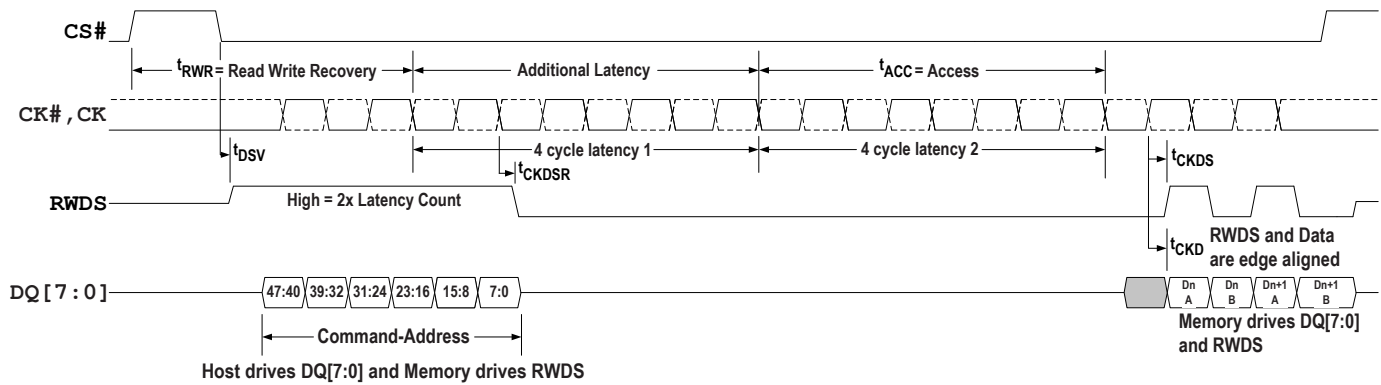 CS#
tRWR = Read Write Recovery
Additional Latency
tACC = Access
CK#,CK
tDSV
4 cycle latency 1
4 cycle latency 2
tCKDSR
tCKDS
RWDS
High = 2x Latency Count
tCKD
RWDS and Data
are edge aligned
DQ[7:0]
47:40 39:32 31:24 23:16 15:8 7:0
Dn A Dn B Dn+1 A Dn+1 B
Command-Address
Memory drives DQ[7:0]
and RWDS
Host drives DQ[7:0] and Memory drives RWDS